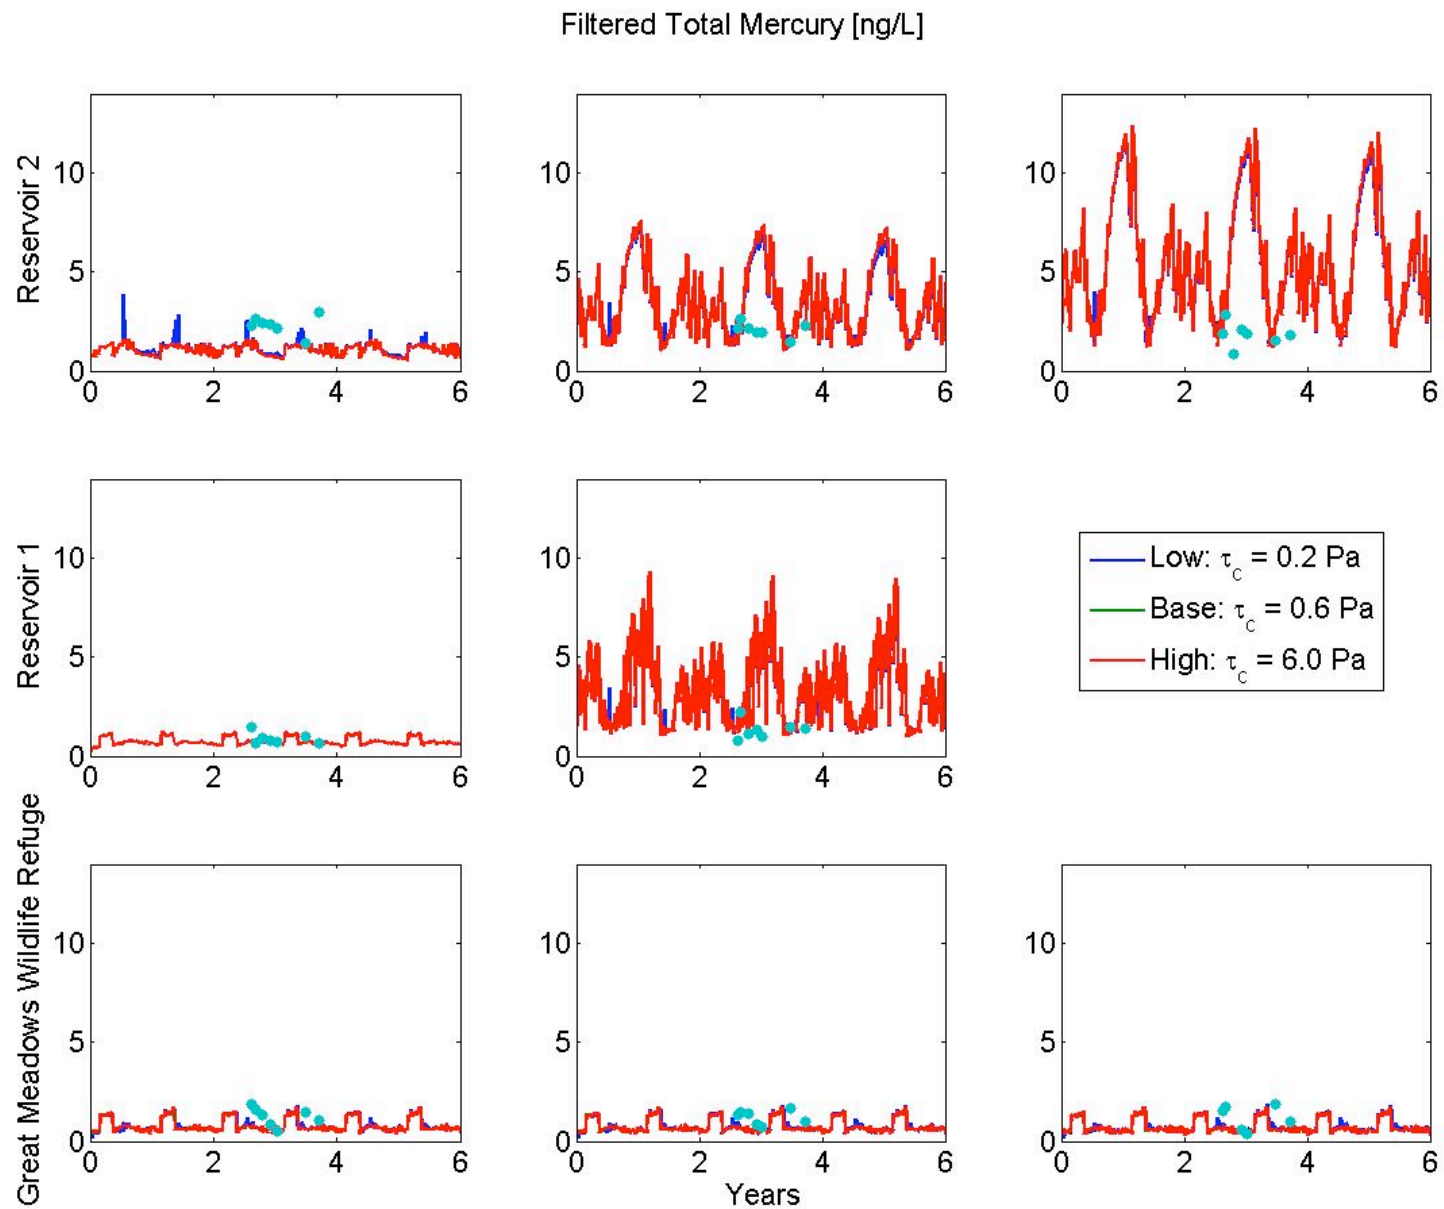 Filtered Total Mercury [ng/L]
Reservoir 2
10
5
0
0 2 4 6
10
5
0
0 2 4 6
10
5
0
0 2 4 6
Reservoir 1
10
5
0
0 2 4 6
10
5
0
0 2 4 6
Low: τc = 0.2 Pa
Base: τc = 0.6 Pa
High: τc = 6.0 Pa
Great Meadows Wildlife Refuge
10
5
0
0 2 4 6
10
5
0
0 2 4 6
10
5
0
0 2 4 6
Years